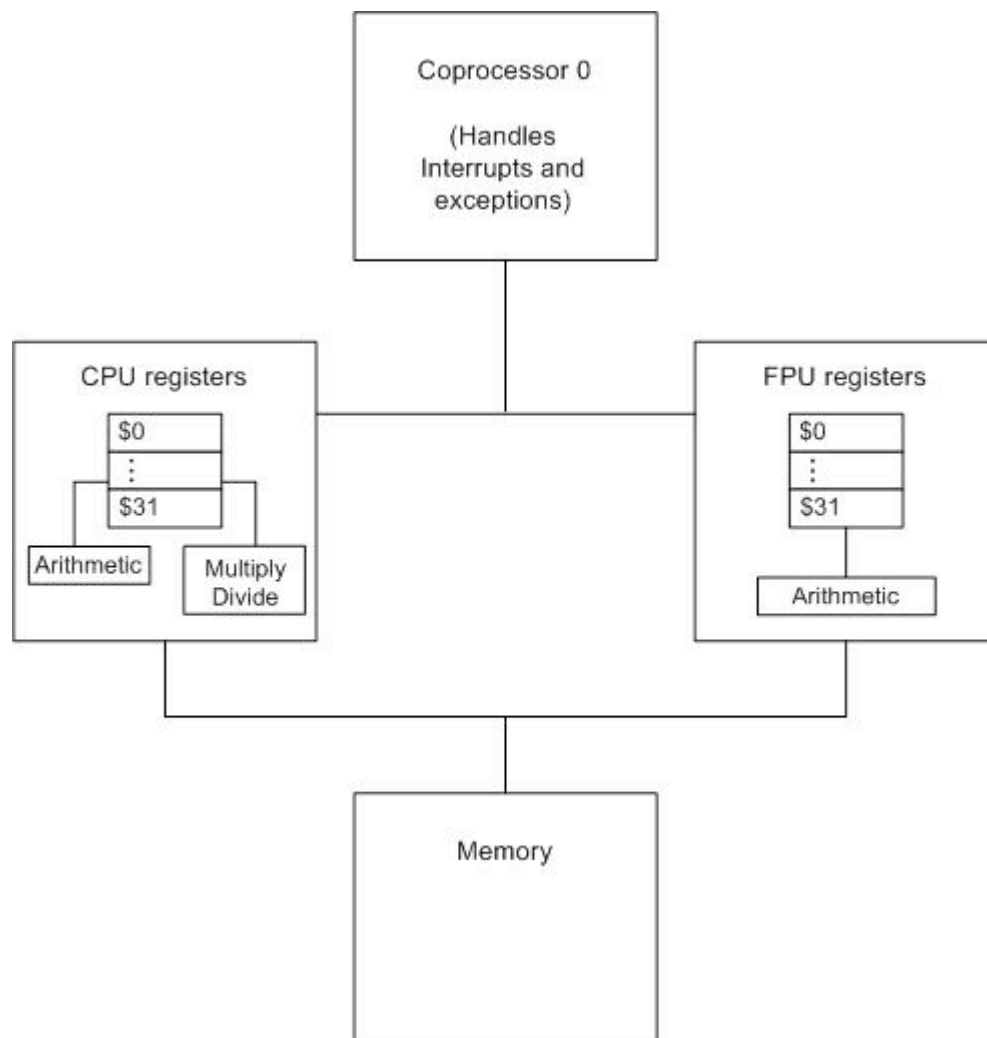 Coprocessor 0
(Handles
Interrupts and
exceptions)
CPU registers
$0
⋮
$31
Arithmetic
Multiply
Divide
FPU registers
$0
⋮
$31
Arithmetic
Memory